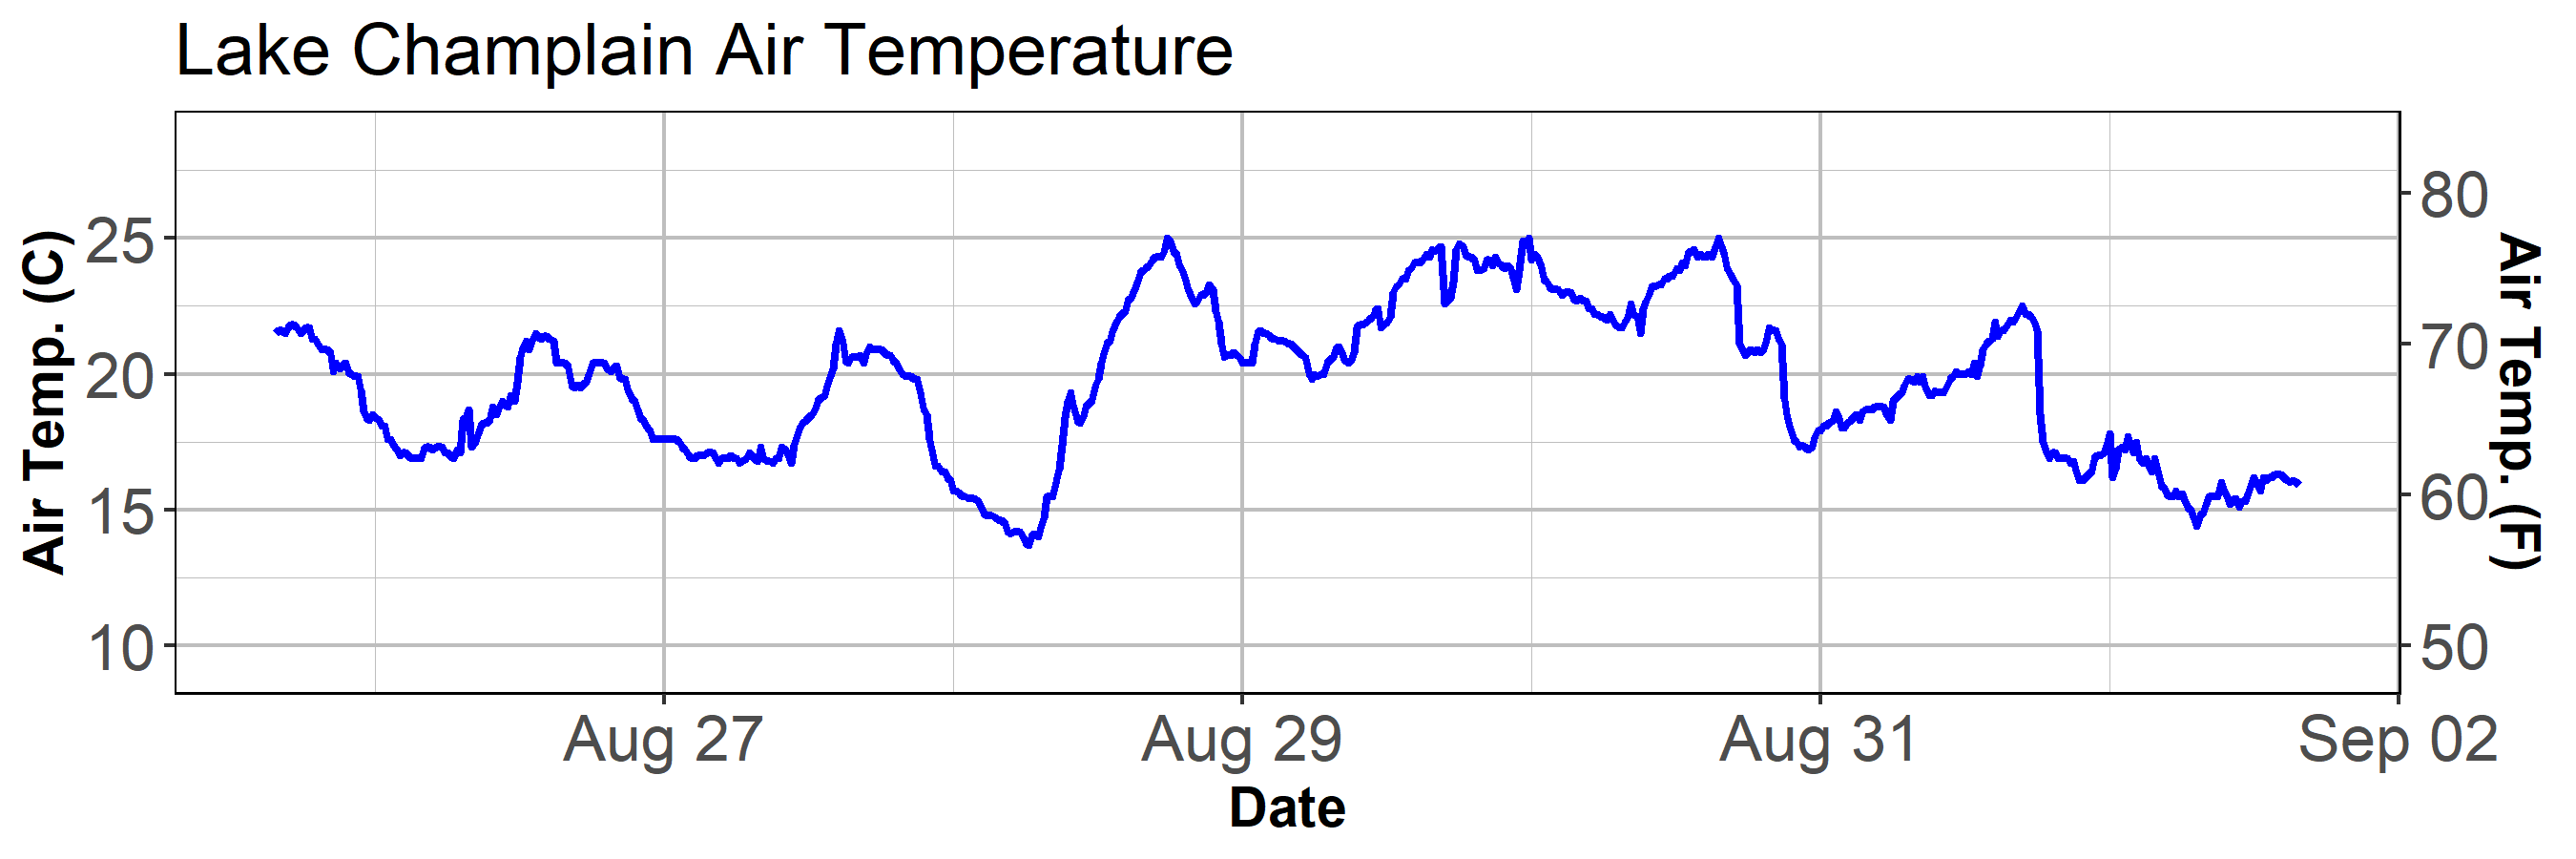 Lake Champlain Air Temperature
Air Temp. (C)
25
20
15
10
80
70
60
50
Air Temp. (F)
Aug 27
Aug 29
Aug 31
Sep 02
Date